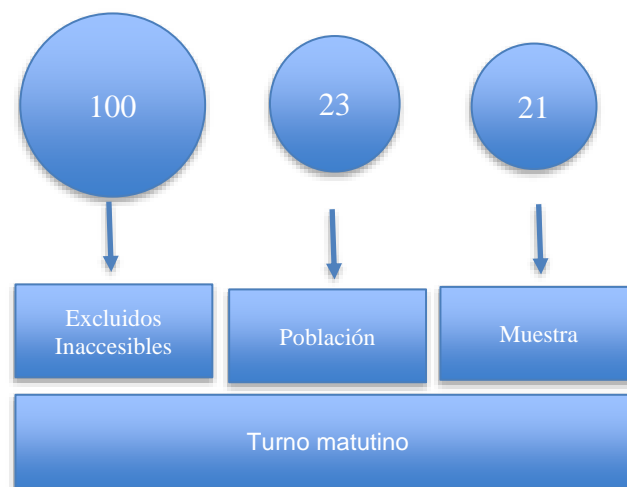 100
23
21
Excluidos
Inaccesibles
Población
Muestra
Turno matutino